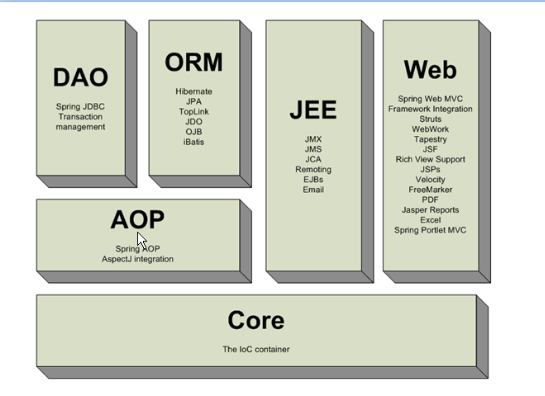 DAO
Spring JDBC
Transaction
management
ORM
Hibernate
JPA
TopLink
JDO
OJB
iBatis
JEE
JMX
JMS
JCA
Remoting
EJBs
Email
Web
Spring Web MVC
Framework Integration
Struts
WebWork
Tapestry
JSF
Rich View Support
JSPs
Velocity
FreeMarker
PDF
Jasper Reports
Excel
Spring Portlet MVC
AOP
Spring AOP
AspectJ integration
Core
The IoC container